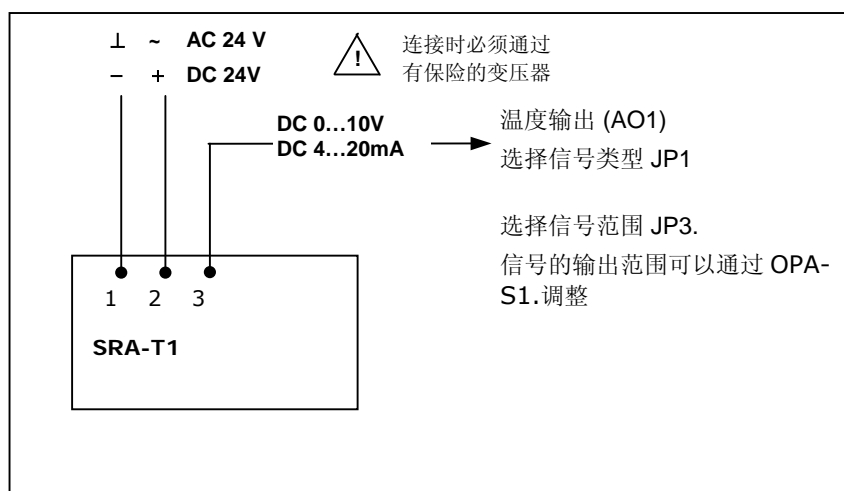 ⊥ ~ AC 24 V
− + DC 24V
!
连接时必须通过
有保险的变压器
DC 0...10V
DC 4...20mA
温度输出 (AO1)
选择信号类型 JP1
选择信号范围 JP3.
信号的输出范围可以通过 OPA-
S1.调整
1 2 3
SRA-T1